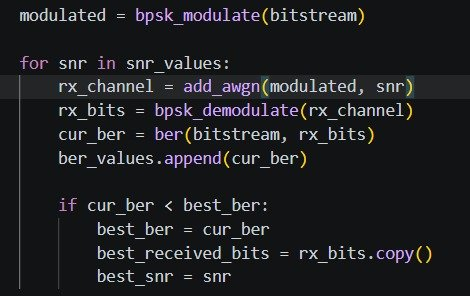 modulated = bpsk_modulate(bitstream)
for snr in snr_values:
    rx_channel = add_awgn(modulated, snr)
    rx_bits = bpsk_demodulate(rx_channel)
    cur_ber = ber(bitstream, rx_bits)
    ber_values.append(cur_ber)
    if cur_ber < best_ber:
        best_ber = cur_ber
        best_received_bits = rx_bits.copy()
        best_snr = snr